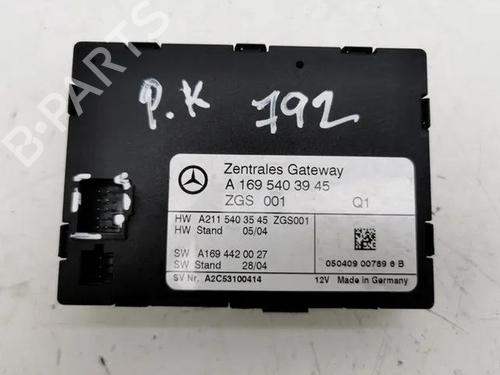 B-PARTS
P.K 792
Zentrales Gateway
A 169 540 39 45
ZGS 001 Q1
HW A211 540 35 45 ZGS001
HW Stand 05/04
SW A169 442 00 27
SW Stand 28/04
050409 00789 6 B
SV Nr. A2C53100414 12V Made in Germany